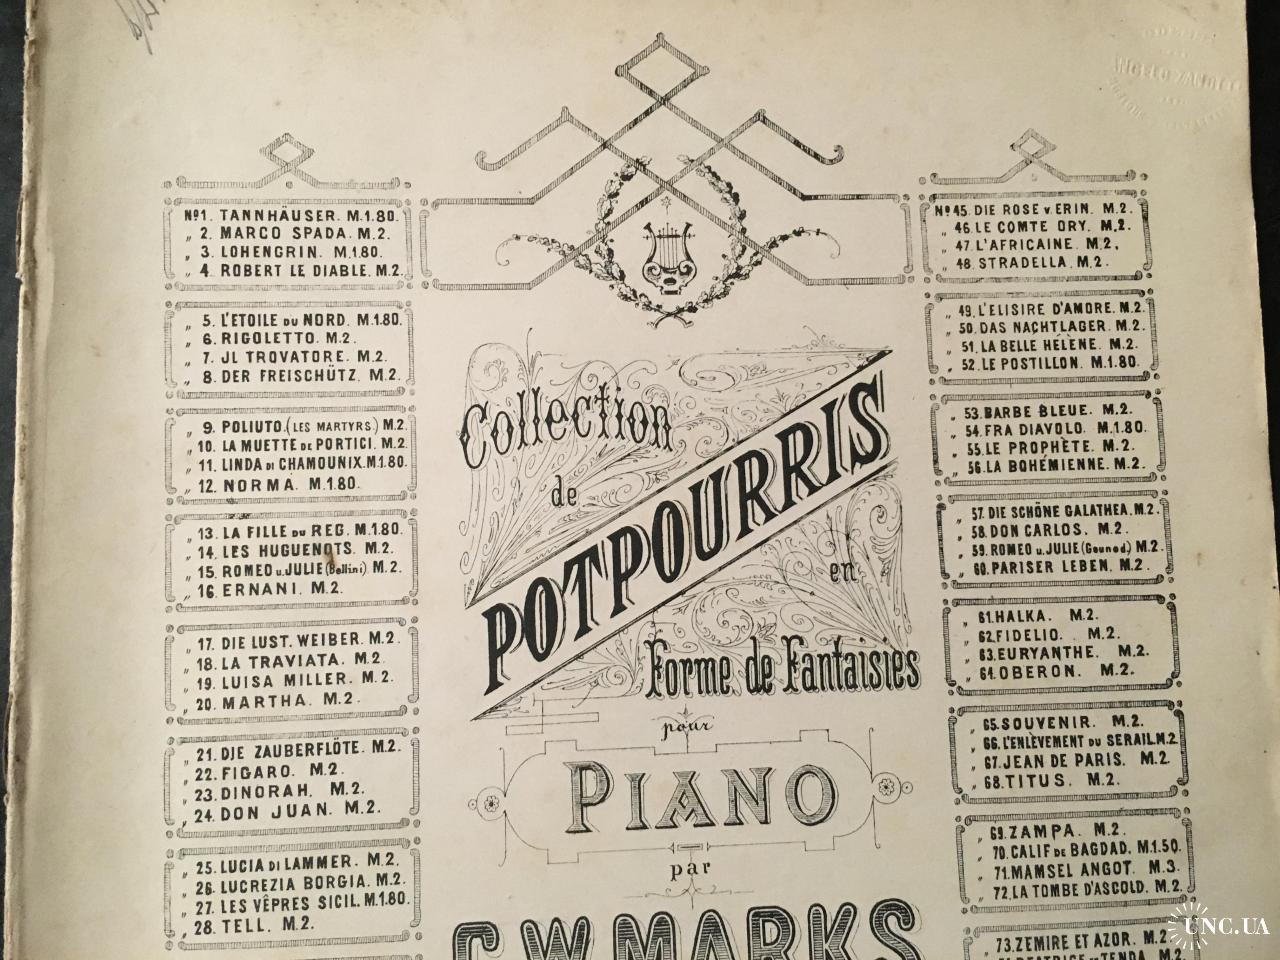 No1. TANNHÄUSER. M.1.80.
„ 2. MARCO SPADA. M.2.
„ 3. LOHENGRIN. M.1.80.
„ 4. ROBERT LE DIABLE. M.2.
„ 5. L'ETOILE DU NORD. M.1.80.
„ 6. RIGOLETTO. M.2.
„ 7. JL TROVATORE. M.2.
„ 8. DER FREISCHÜTZ. M.2.
„ 9. POLIUTO. (LES MARTYRS.) M.2.
„ 10. LA MUETTE DE PORTICI. M.2.
„ 11. LINDA DI CHAMOUNIX. M.1.80.
„ 12. NORMA. M.1.80.
„ 13. LA FILLE DU REG. M.1.80.
„ 14. LES HUGUENOTS. M.2.
„ 15. ROMEO u. JULIE (Bellini) M.2.
„ 16. ERNANI. M.2.
„ 17. DIE LUST. WEIBER. M.2.
„ 18. LA TRAVIATA. M.2.
„ 19. LUISA MILLER. M.2.
„ 20. MARTHA. M.2.
„ 21. DJE ZAUBERFLÖTE. M.2.
„ 22. FIGARO. M.2.
„ 23. DINORAH. M.2.
„ 24. DON JUAN. M.2.
„ 25. LUCIA DI LAMMER. M.2.
„ 26. LUCREZIA BORGIA. M.2.
„ 27. LES VÊPRES SICIL. M.1.80.
„ 28. TELL. M.2.
Collection
de
POTPOURRIS
en
Forme de Fantaisies
pour
PIANO
par
C.W. MARKS
No45. DIE ROSE v. ERIN. M.2.
„ 46. LE COMTE ORY. M.2.
„ 47. L'AFRICAINE. M.2.
„ 48. STRADELLA. M.2.
„ 49. L'ELISIRE D'AMORE. M.2.
„ 50. DAS NACHTLAGER. M.2.
„ 51. LA BELLE HÉLÈNE. M.2.
„ 52. LE POSTILLON. M.1.80.
„ 53. BARBE BLEUE. M.2.
„ 54. FRA DIAVOLO. M.1.80.
„ 55. LE PROPHÈTE. M.2.
„ 56. LA BOHÉMIENNE. M.2.
„ 57. DIE SCHÖNE GALATHEA. M.2.
„ 58. DON CARLOS. M.2.
„ 59. ROMEO u. JULIE (Gounod.) M.2.
„ 60. PARISER LEBEN. M.2.
„ 61. HALKA. M.2.
„ 62. FIDELIO. M.2.
„ 63. EURYANTHE. M.2.
„ 64. OBERON. M.2.
„ 65. SOUVENIR. M.2.
„ 66. L'ENLÈVEMENT DU SERAIL. M.2.
„ 67. JEAN DE PARIS. M.2.
„ 68. TITUS. M.2.
„ 69. ZAMPA. M.2.
„ 70. CALIF DE BAGDAD. M.1.50.
„ 71. MAMSEL ANGOT. M.3.
„ 72. LA TOMBE D'ASCOLD. M.2.
„ 73. ZEMIRE ET AZOR. M.2.
TENDA. M.2.
UNC.UA